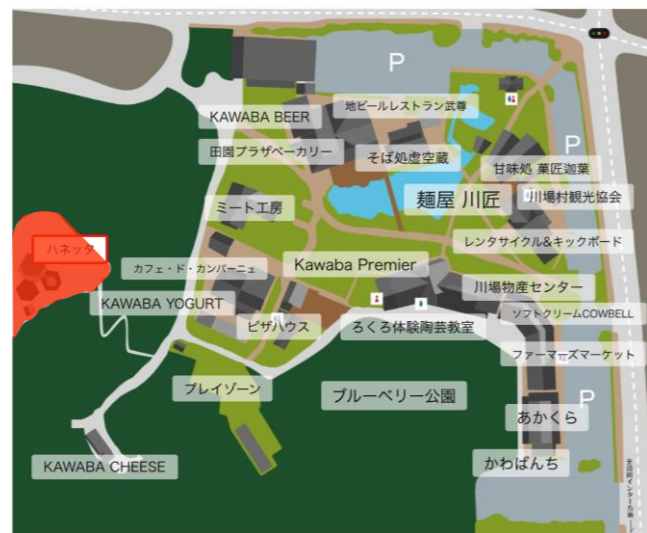 P
地ビールレストラン武尊
KAWABA BEER
P
田園プラザベーカリー
そば処虚空蔵
甘味処 菓匠迦葉
麺屋 川匠
川場村観光協会
ミート工房
レンタサイクル&キックボード
ハネッタ
カフェ・ド・カンパーニュ
Kawaba Premier
川場物産センター
KAWABA YOGURT
ピザハウス
ろくろ体験陶芸教室
ソフトクリームCOWBELL
ファーマーズマーケット
プレイゾーン
ブルーベリー公園
P
あかくら
KAWABA CHEESE
かわばんち